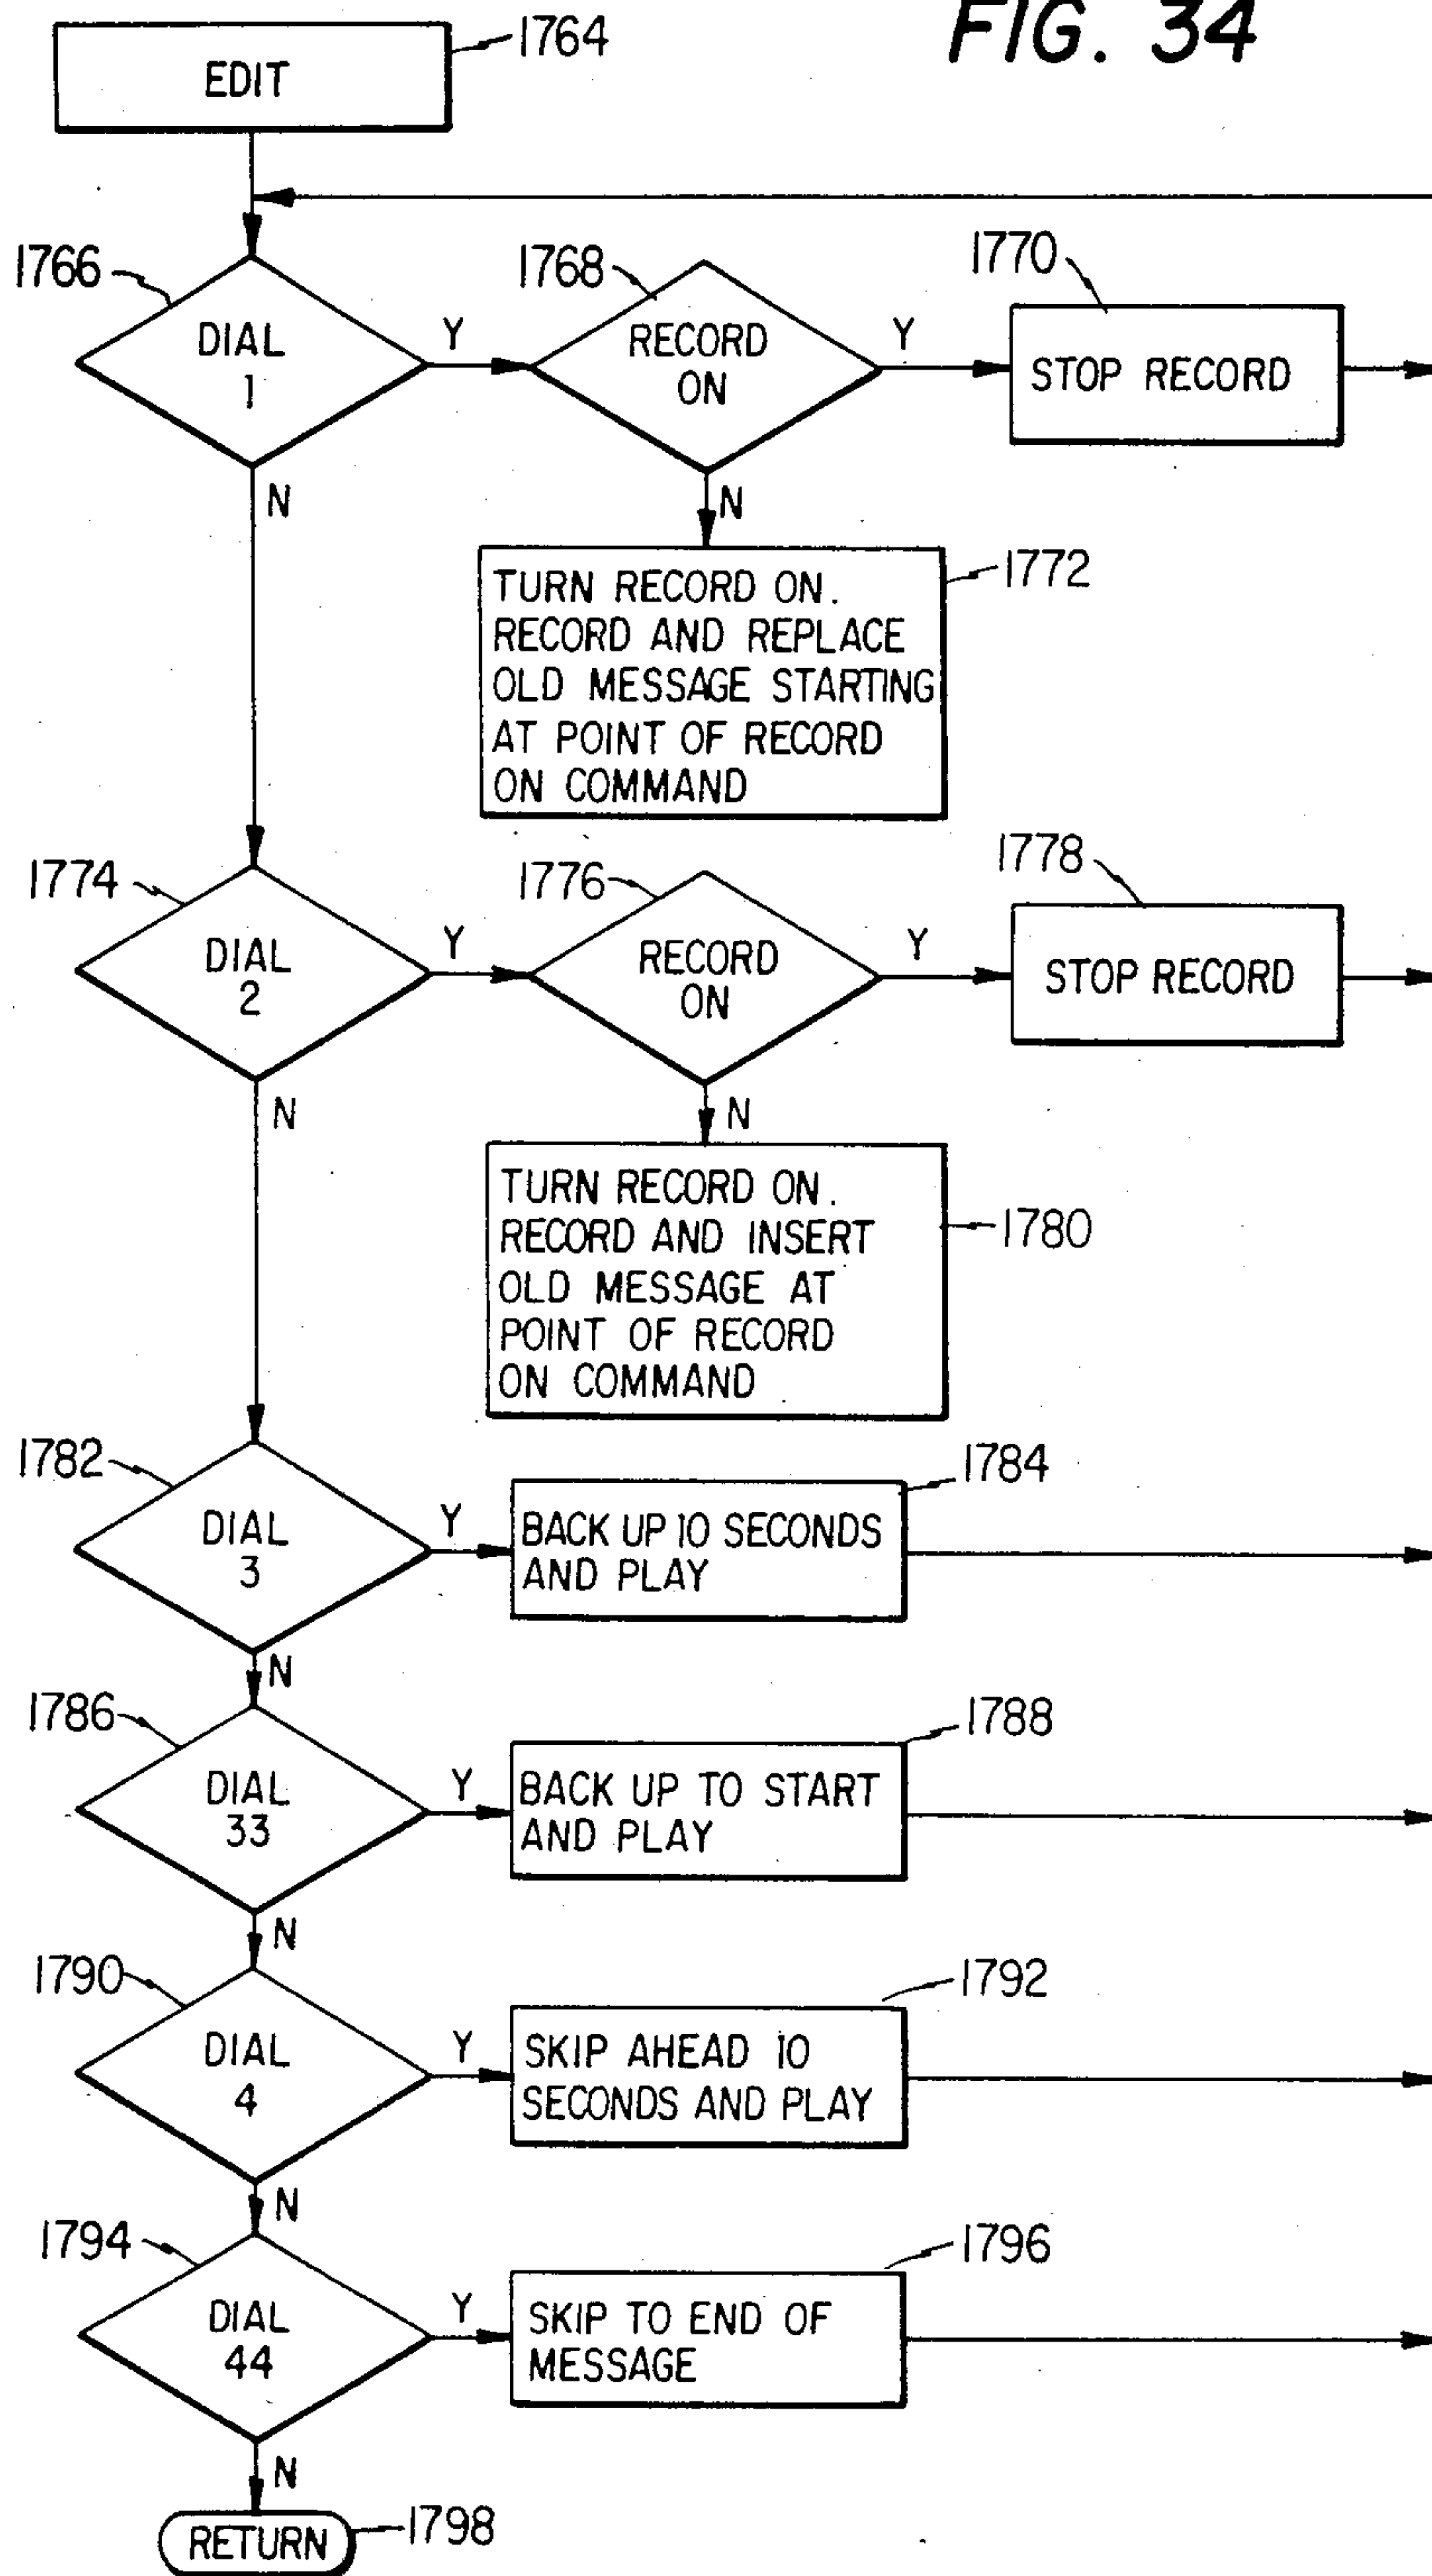 FIG. 34
1764
EDIT
1766
1768
1770
DIAL
1
Y
RECORD
ON
Y
STOP RECORD
N
N
1772
TURN RECORD ON.
RECORD AND REPLACE
OLD MESSAGE STARTING
AT POINT OF RECORD
ON COMMAND
1774
1776
1778
DIAL
2
Y
RECORD
ON
Y
STOP RECORD
N
N
1780
TURN RECORD ON.
RECORD AND INSERT
OLD MESSAGE AT
POINT OF RECORD
ON COMMAND
1782
1784
DIAL
3
Y
BACK UP 10 SECONDS
AND PLAY
N
1786
1788
DIAL
33
Y
BACK UP TO START
AND PLAY
N
1790
1792
DIAL
4
Y
SKIP AHEAD 10
SECONDS AND PLAY
N
1794
1796
DIAL
44
Y
SKIP TO END OF
MESSAGE
N
RETURN
1798